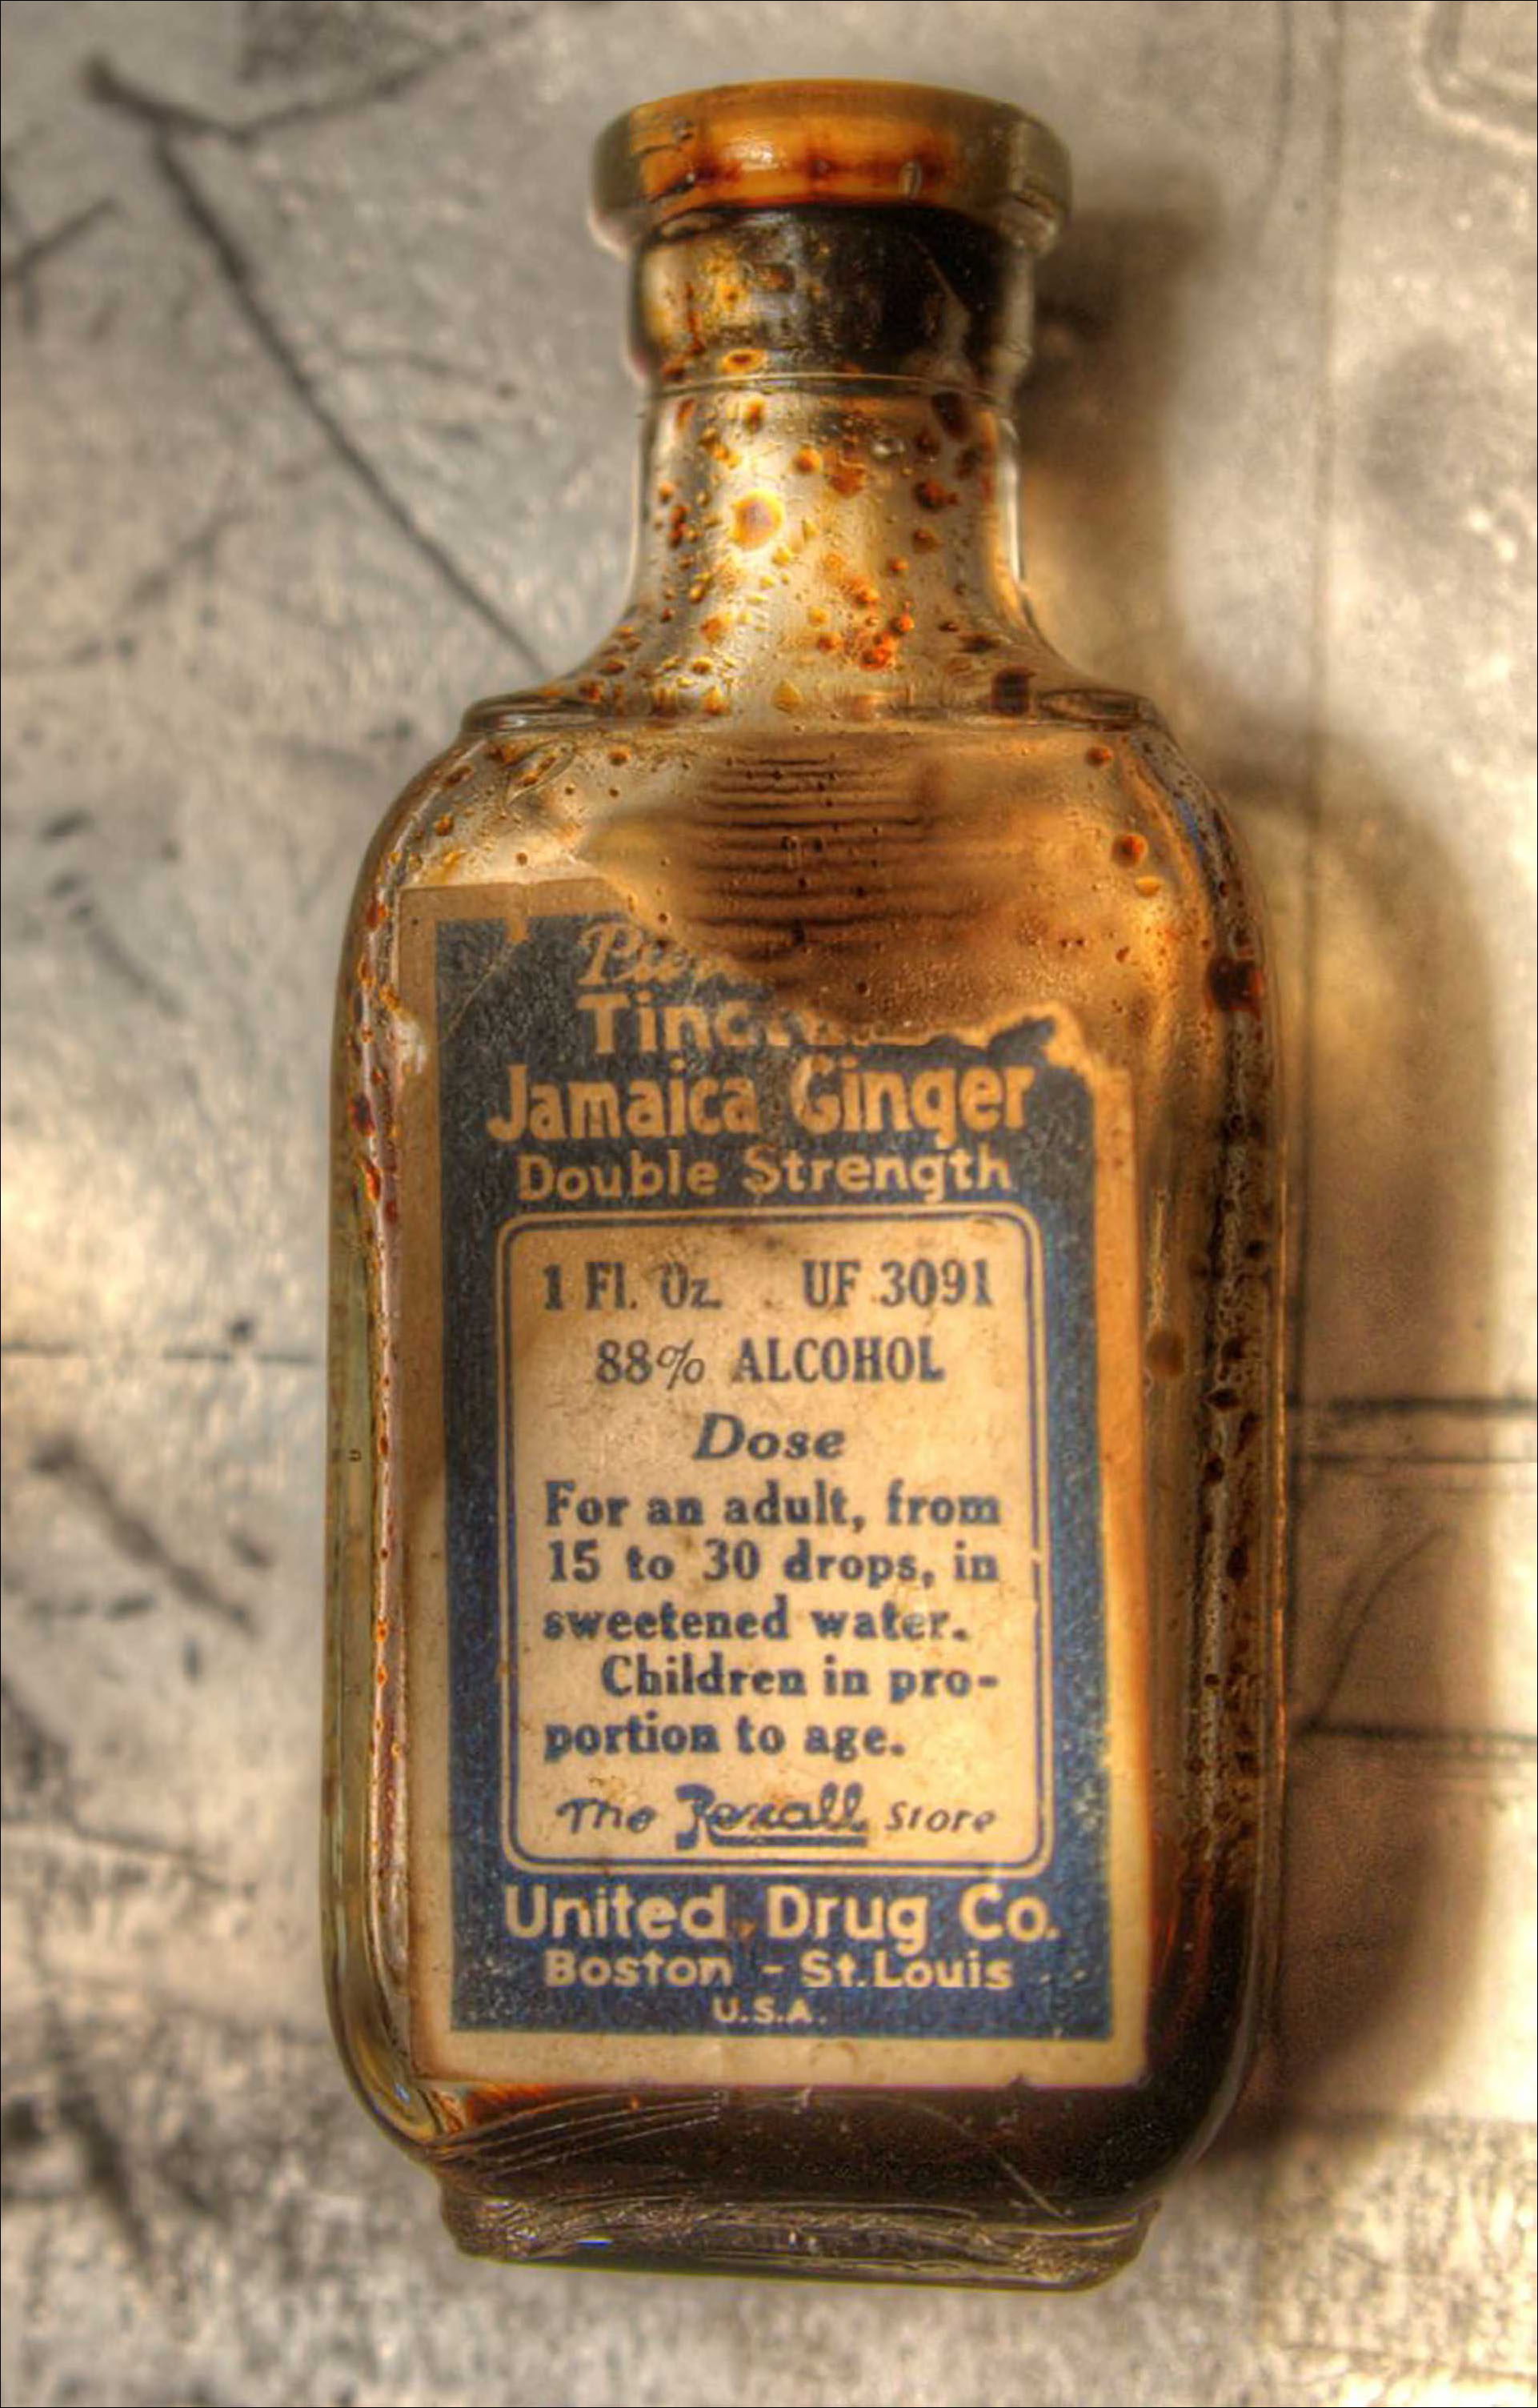 Jamaica Ginger
Double Strength
1 Fl. Oz. UF 3091
88% ALCOHOL
Dose
For an adult, from
15 to 30 drops, in
sweetened water.
Children in pro-
portion to age.
The Rexall Store
United Drug Co.
Boston - St. Louis
U.S.A.